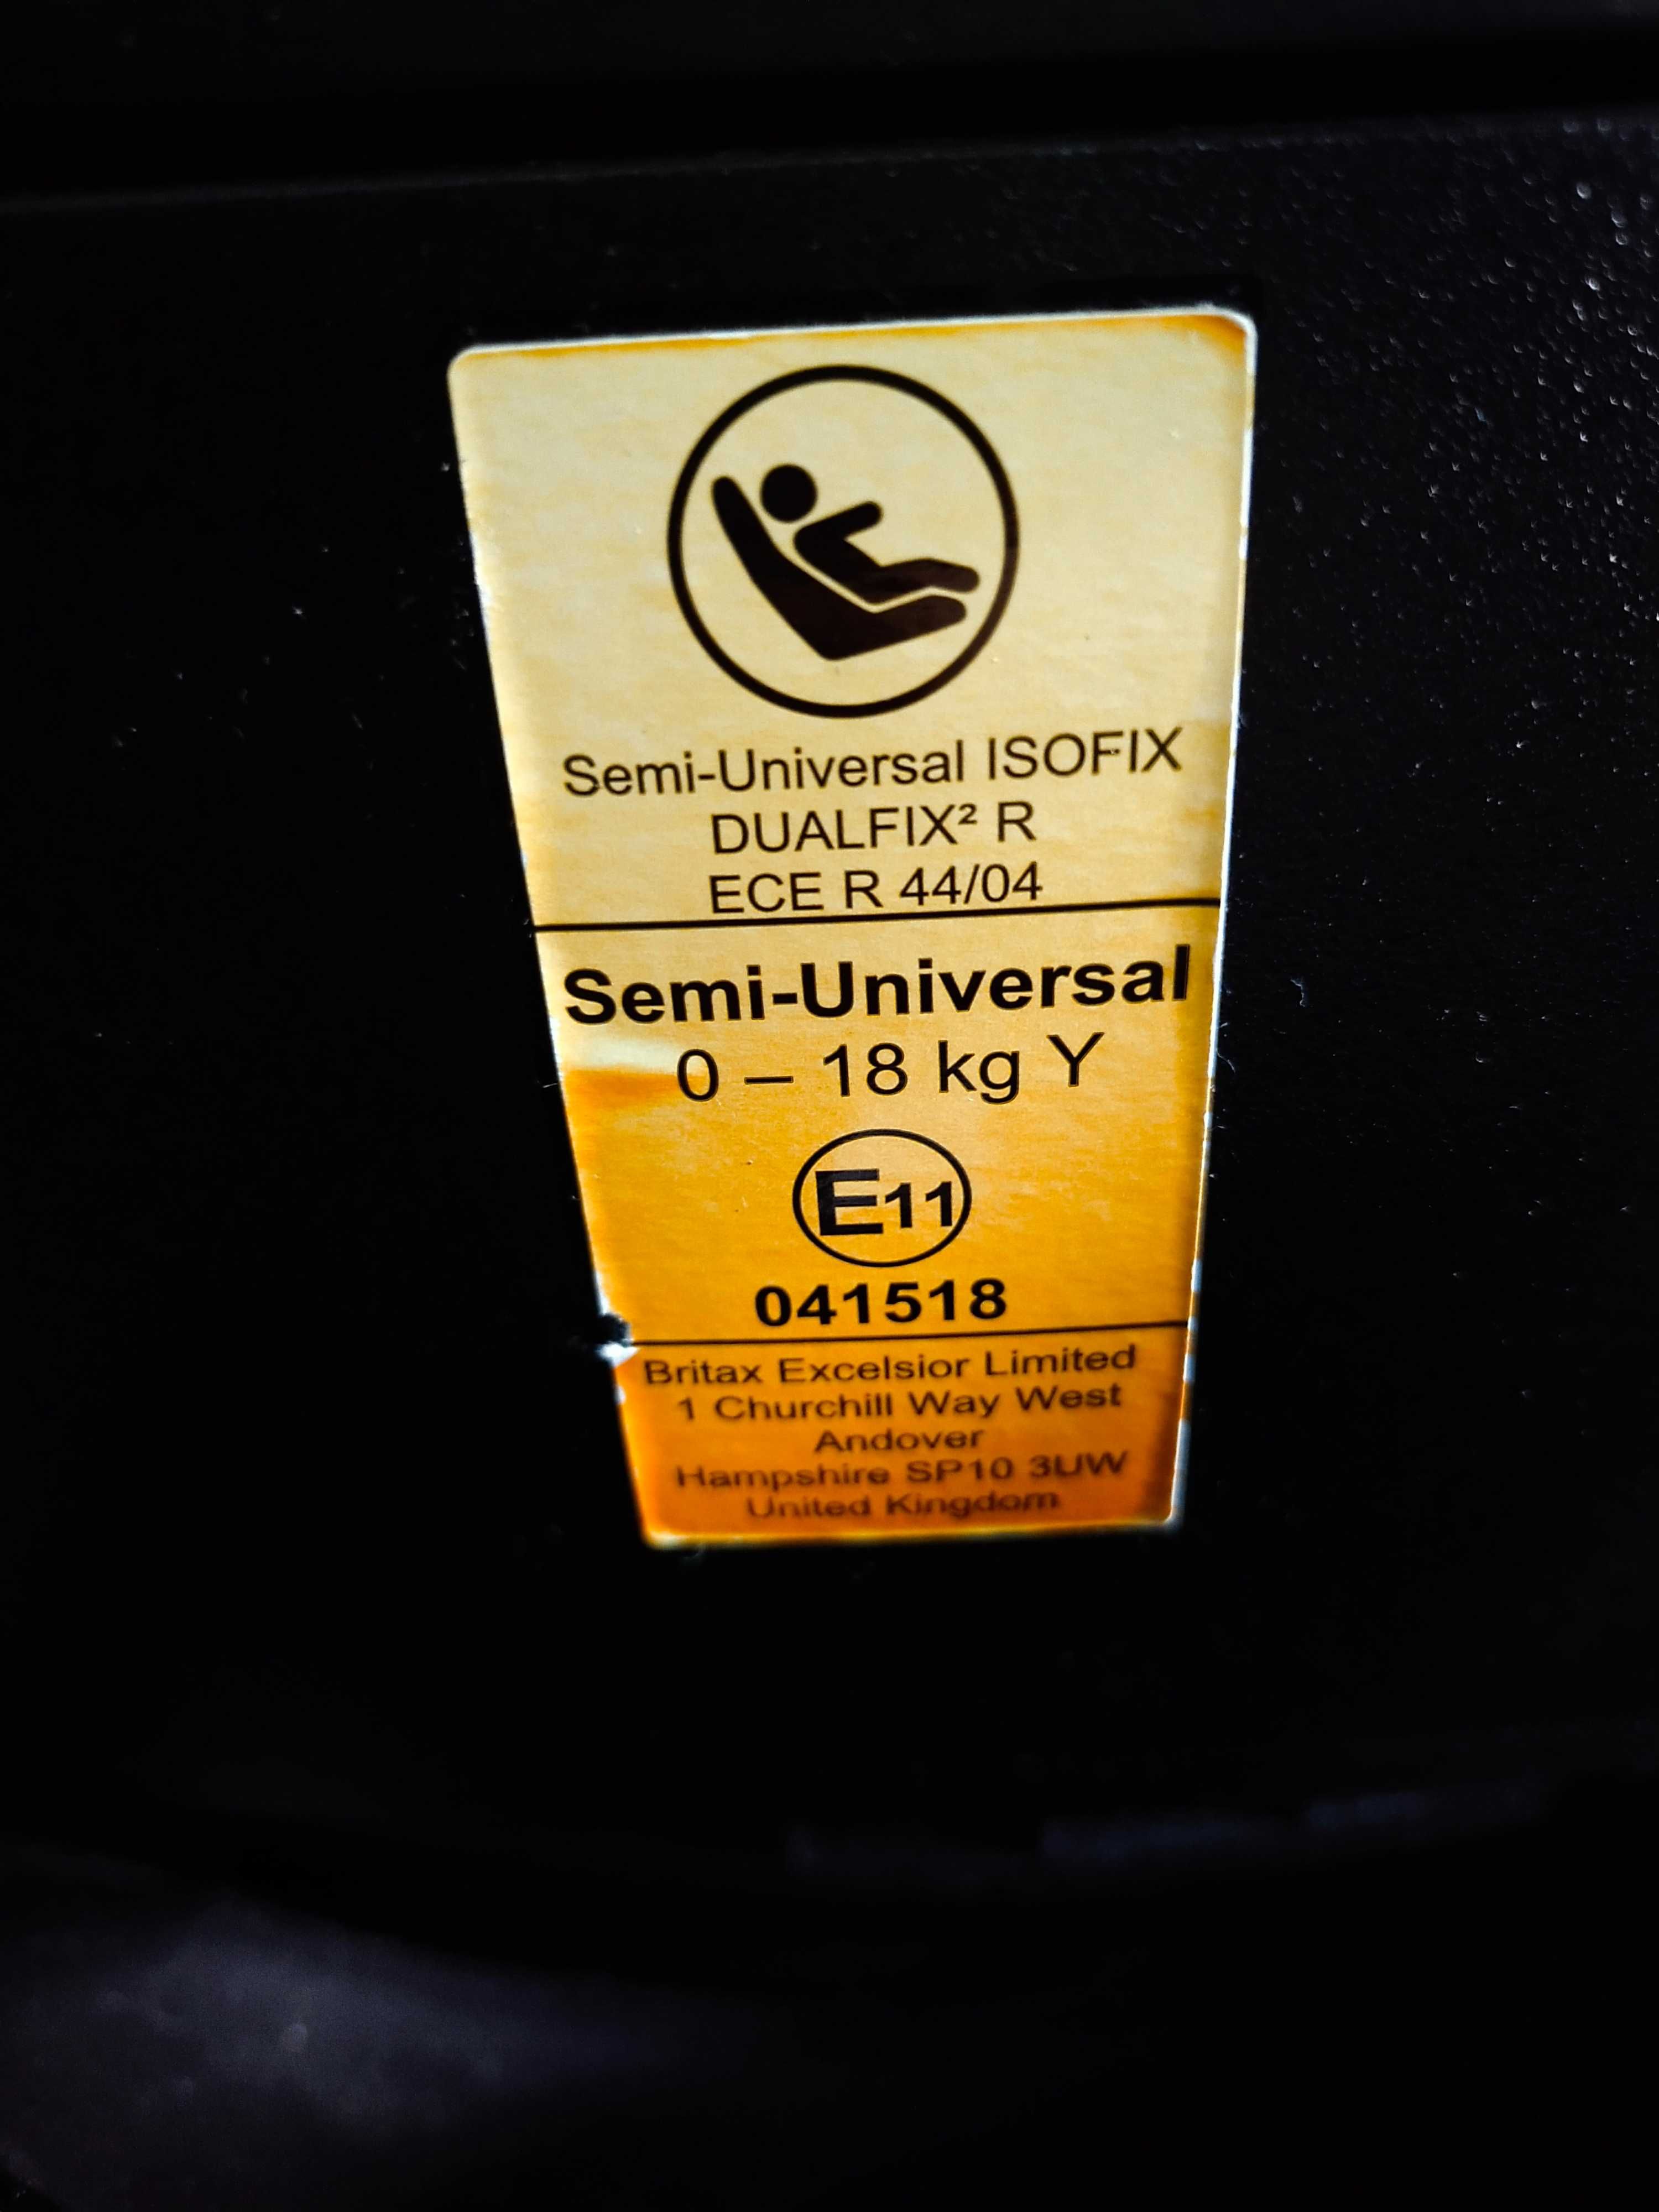 Semi-Universal ISOFIX
DUALFIX² R
ECE R 44/04
Semi-Universal
0 – 18 kg Y
E11
041518
Britax Excelsior Limited
1 Churchill Way West
Andover
Hampshire SP10 3UW
United Kingdom